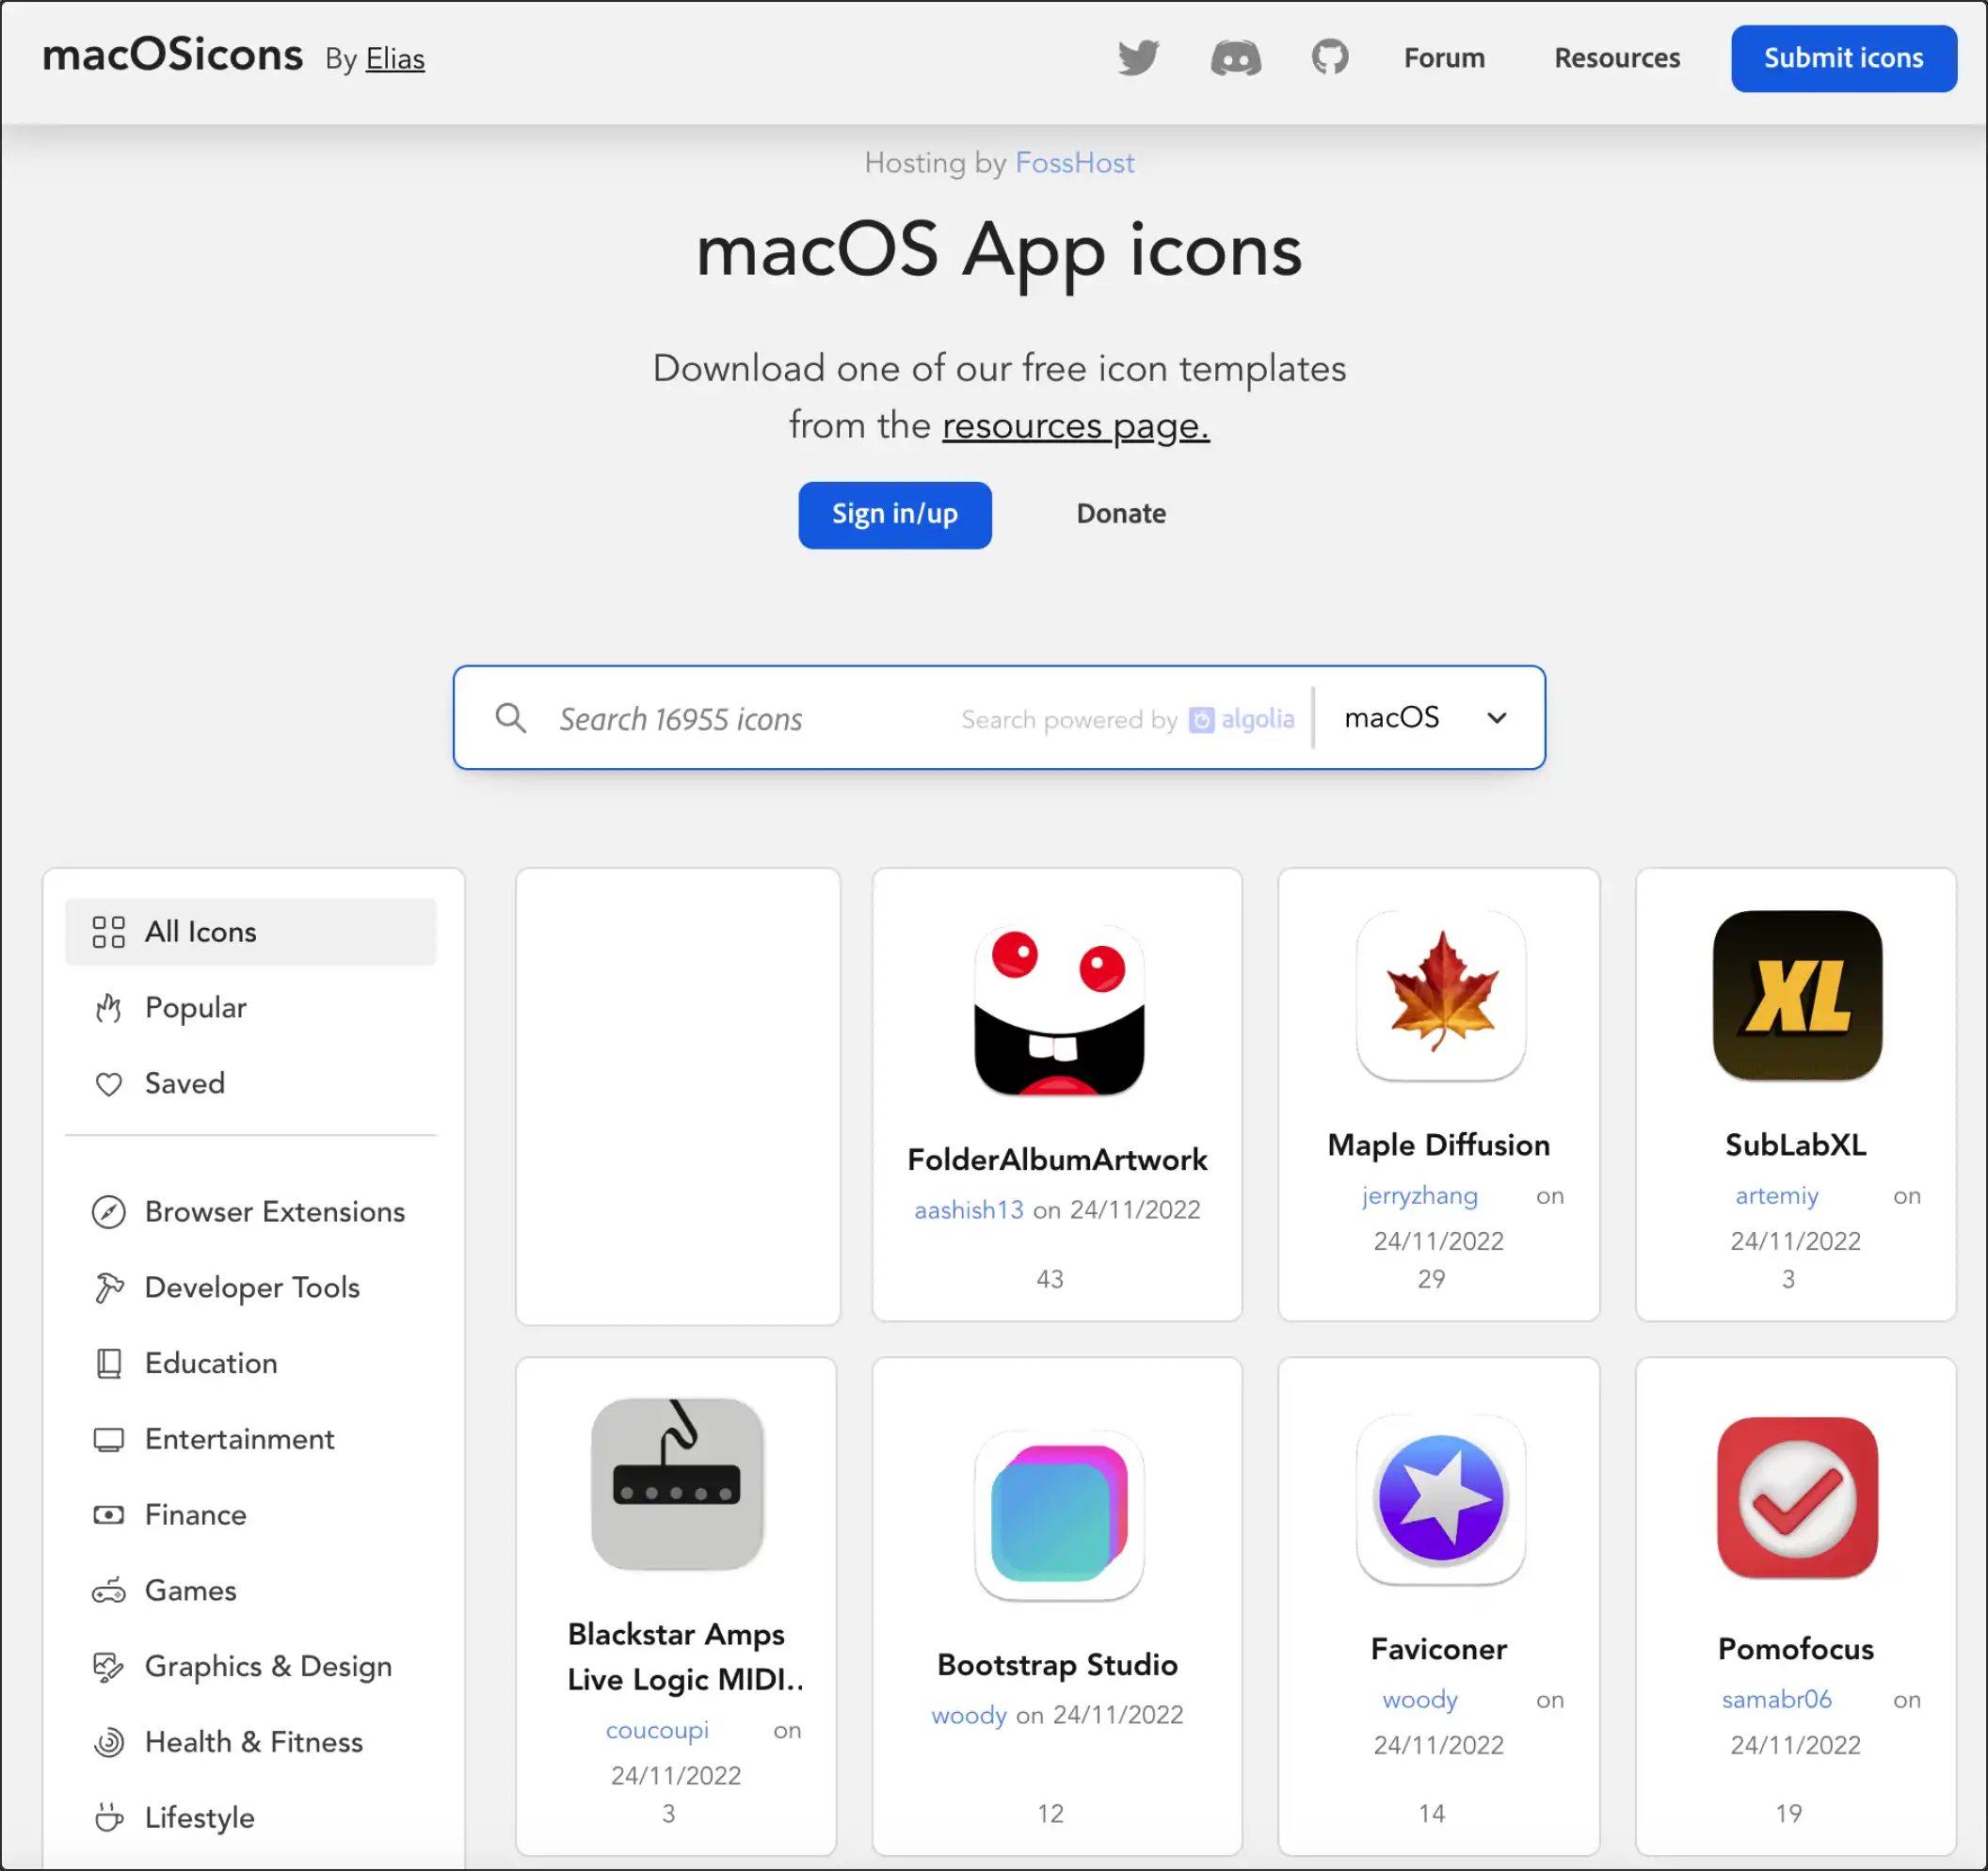 macOSicons By Elias
Forum
Resources
Submit icons
Hosting by FossHost
macOS App icons
Download one of our free icon templates
from the resources page.
Sign in/up
Donate
Search 16955 icons
Search powered by algolia
macOS
All Icons
Popular
Saved
Browser Extensions
Developer Tools
Education
Entertainment
Finance
Games
Graphics & Design
Health & Fitness
Lifestyle
FolderAlbumArtwork
aashish13 on 24/11/2022
43
Maple Diffusion
jerryzhang on
24/11/2022
29
XL
SubLabXL
artemiy on
24/11/2022
3
Blackstar Amps
Live Logic MIDI..
coucoupi on
24/11/2022
3
Bootstrap Studio
woody on 24/11/2022
12
Faviconer
woody on
24/11/2022
14
Pomofocus
samabr06 on
24/11/2022
19